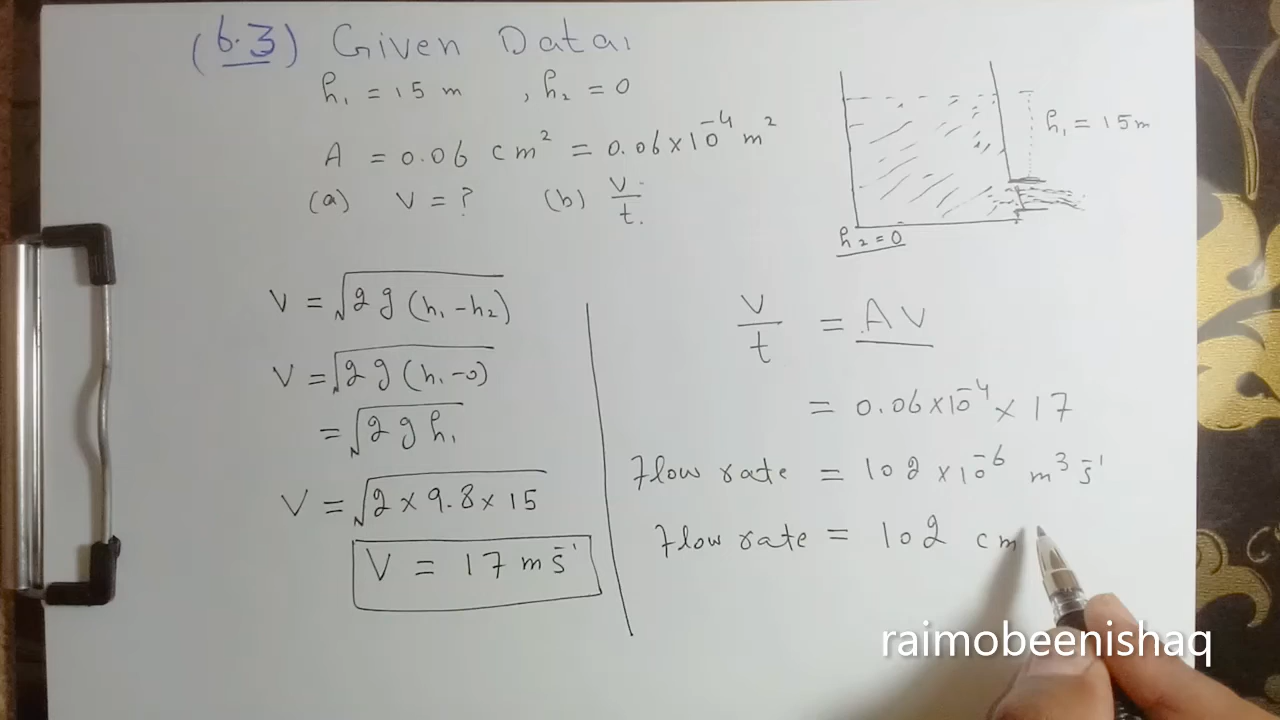 (6.3) Given Data:
h₁ = 15 m , h₂ = 0
A = 0.06 cm² = 0.06×10⁻⁴ m²
(a) V = ? (b) V/t.
h₁ = 15m
h₂ = 0
V = √2g(h₁-h₂)
V = √2g(h₁-0)
= √2gh₁
V = √2×9.8×15
V = 17 ms⁻¹
V/t = AV
= 0.06×10⁻⁴ × 17
Flow rate = 102 ×10⁻⁶ m³s⁻¹
Flow rate = 102 cm
raimobeenishaq